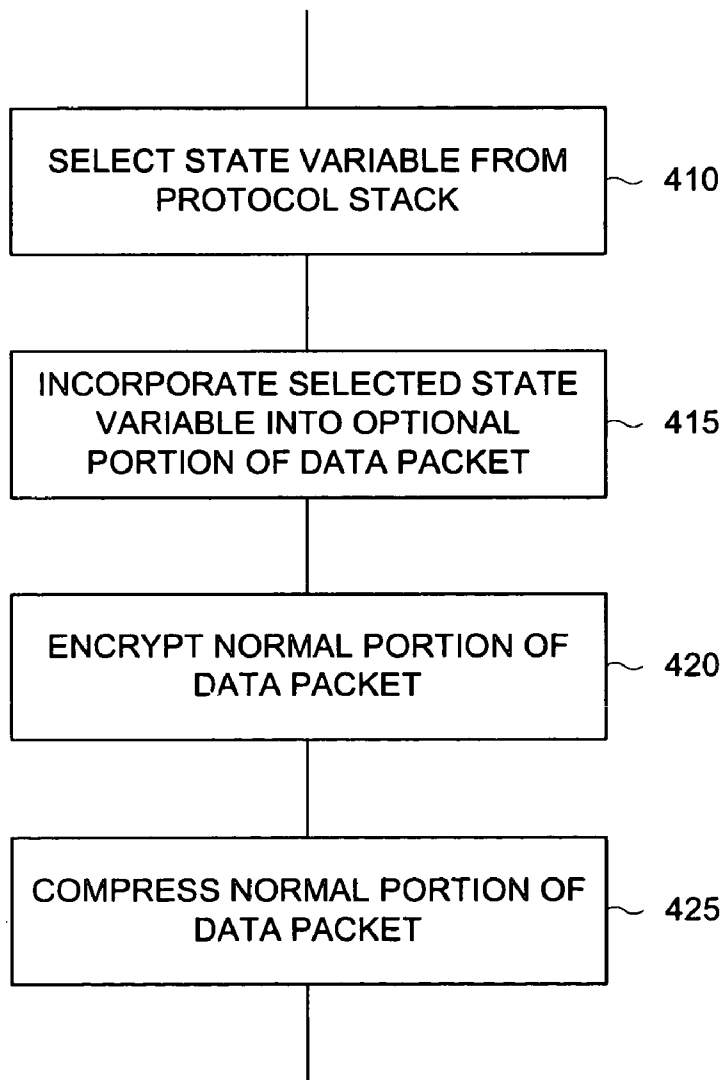 SELECT STATE VARIABLE FROM
PROTOCOL STACK
410
INCORPORATE SELECTED STATE
VARIABLE INTO OPTIONAL
PORTION OF DATA PACKET
415
ENCRYPT NORMAL PORTION OF
DATA PACKET
420
COMPRESS NORMAL PORTION OF
DATA PACKET
425